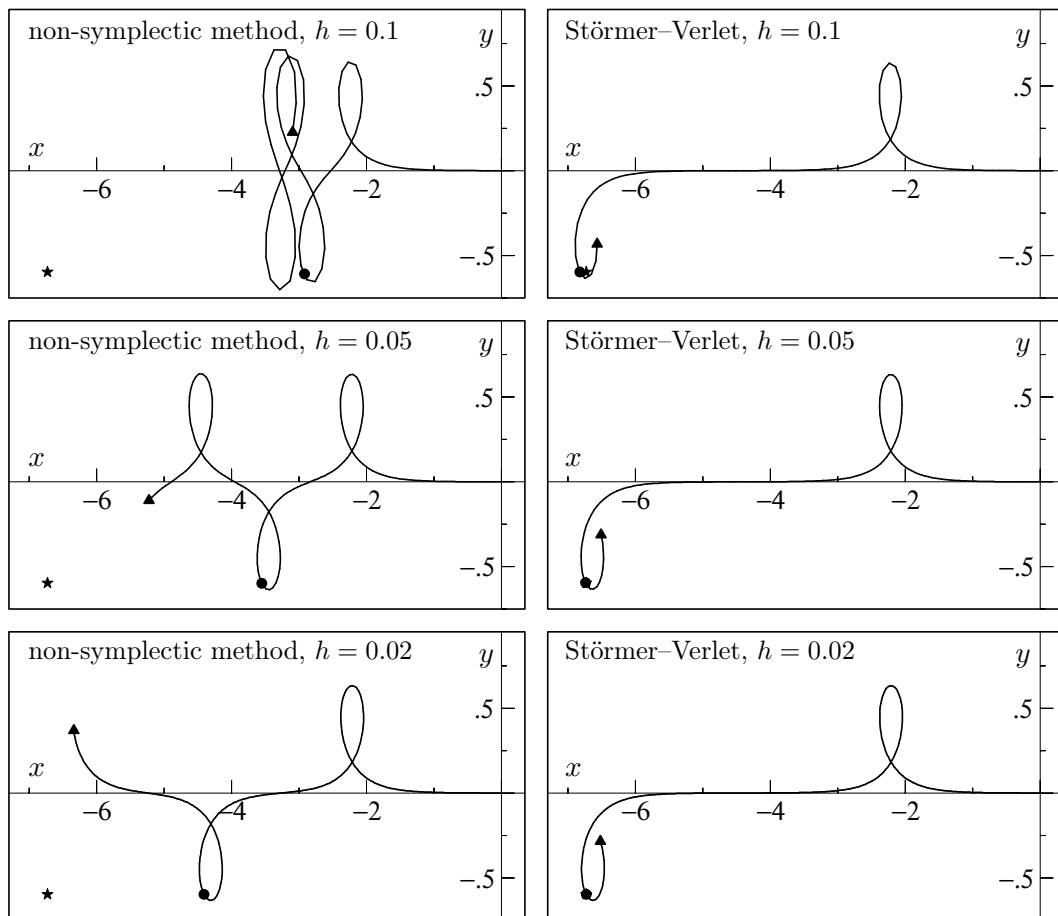 non-symplectic method, h = 0.1
y
.5
x
−6
−4
−2
−.5
Störmer–Verlet, h = 0.1
y
.5
x
−6
−4
−2
−.5
non-symplectic method, h = 0.05
y
.5
x
−6
−4
−2
−.5
Störmer–Verlet, h = 0.05
y
.5
x
−6
−4
−2
−.5
non-symplectic method, h = 0.02
y
.5
x
−6
−4
−2
−.5
Störmer–Verlet, h = 0.02
y
.5
x
−6
−4
−2
−.5